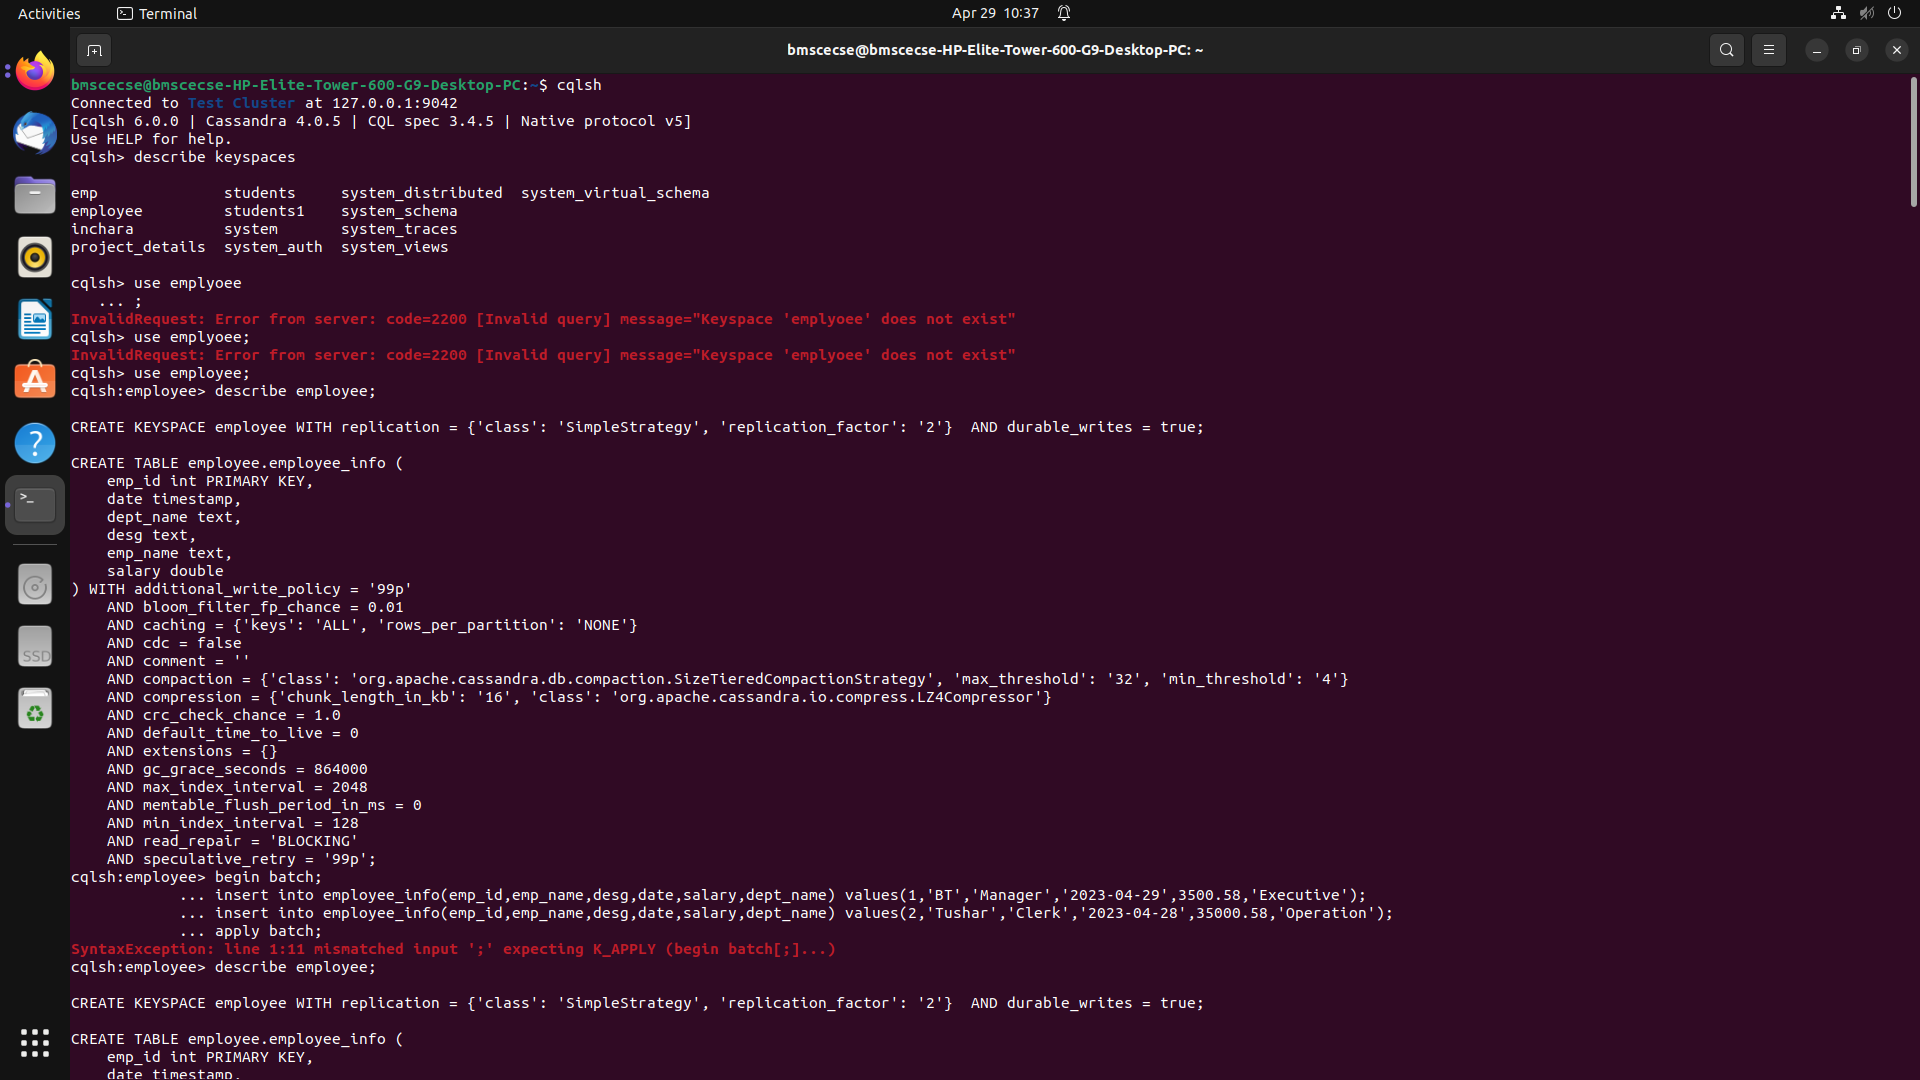 Activities
Terminal
Apr 29 10:37
bmscecse@bmscecse-HP-Elite-Tower-600-G9-Desktop-PC: ~
bmscecse@bmscecse-HP-Elite-Tower-600-G9-Desktop-PC:~$ cqlsh
Connected to Test Cluster at 127.0.0.1:9042
[cqlsh 6.0.0 | Cassandra 4.0.5 | CQL spec 3.4.5 | Native protocol v5]
Use HELP for help.
cqlsh> describe keyspaces
emp              students     system_distributed  system_virtual_schema
employee         students1    system_schema
inchara          system       system_traces
project_details  system_auth  system_views
cqlsh> use emplyoee
   ... ;
InvalidRequest: Error from server: code=2200 [Invalid query] message="Keyspace 'emplyoee' does not exist"
cqlsh> use emplyoee;
InvalidRequest: Error from server: code=2200 [Invalid query] message="Keyspace 'emplyoee' does not exist"
cqlsh> use employee;
cqlsh:employee> describe employee;
CREATE KEYSPACE employee WITH replication = {'class': 'SimpleStrategy', 'replication_factor': '2'}  AND durable_writes = true;
CREATE TABLE employee.employee_info (
    emp_id int PRIMARY KEY,
    date timestamp,
    dept_name text,
    desg text,
    emp_name text,
    salary double
) WITH additional_write_policy = '99p'
    AND bloom_filter_fp_chance = 0.01
    AND caching = {'keys': 'ALL', 'rows_per_partition': 'NONE'}
    AND cdc = false
    AND comment = ''
    AND compaction = {'class': 'org.apache.cassandra.db.compaction.SizeTieredCompactionStrategy', 'max_threshold': '32', 'min_threshold': '4'}
    AND compression = {'chunk_length_in_kb': '16', 'class': 'org.apache.cassandra.io.compress.LZ4Compressor'}
    AND crc_check_chance = 1.0
    AND default_time_to_live = 0
    AND extensions = {}
    AND gc_grace_seconds = 864000
    AND max_index_interval = 2048
    AND memtable_flush_period_in_ms = 0
    AND min_index_interval = 128
    AND read_repair = 'BLOCKING'
    AND speculative_retry = '99p';
cqlsh:employee> begin batch;
            ... insert into employee_info(emp_id,emp_name,desg,date,salary,dept_name) values(1,'BT','Manager','2023-04-29',3500.58,'Executive');
            ... insert into employee_info(emp_id,emp_name,desg,date,salary,dept_name) values(2,'Tushar','Clerk','2023-04-28',35000.58,'Operation');
            ... apply batch;
SyntaxException: line 1:11 mismatched input ';' expecting K_APPLY (begin batch[;]...)
cqlsh:employee> describe employee;
CREATE KEYSPACE employee WITH replication = {'class': 'SimpleStrategy', 'replication_factor': '2'}  AND durable_writes = true;
CREATE TABLE employee.employee_info (
    emp_id int PRIMARY KEY,
    date timestamp,
SSD